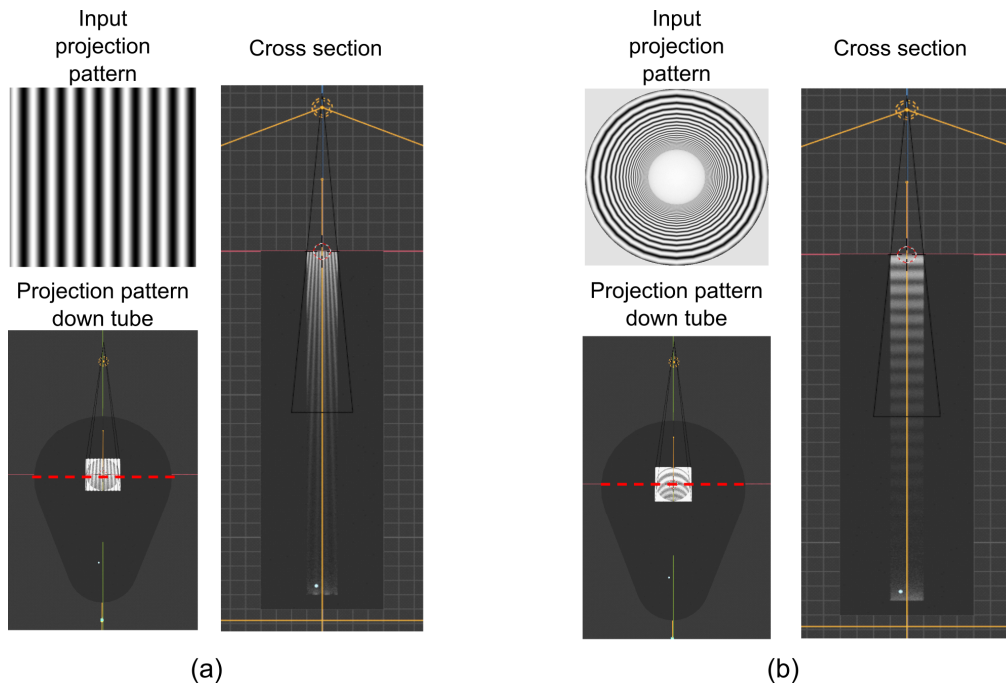 Input
projection
pattern
Cross section
Projection pattern
down tube
(a)
Input
projection
pattern
Cross section
Projection pattern
down tube
(b)